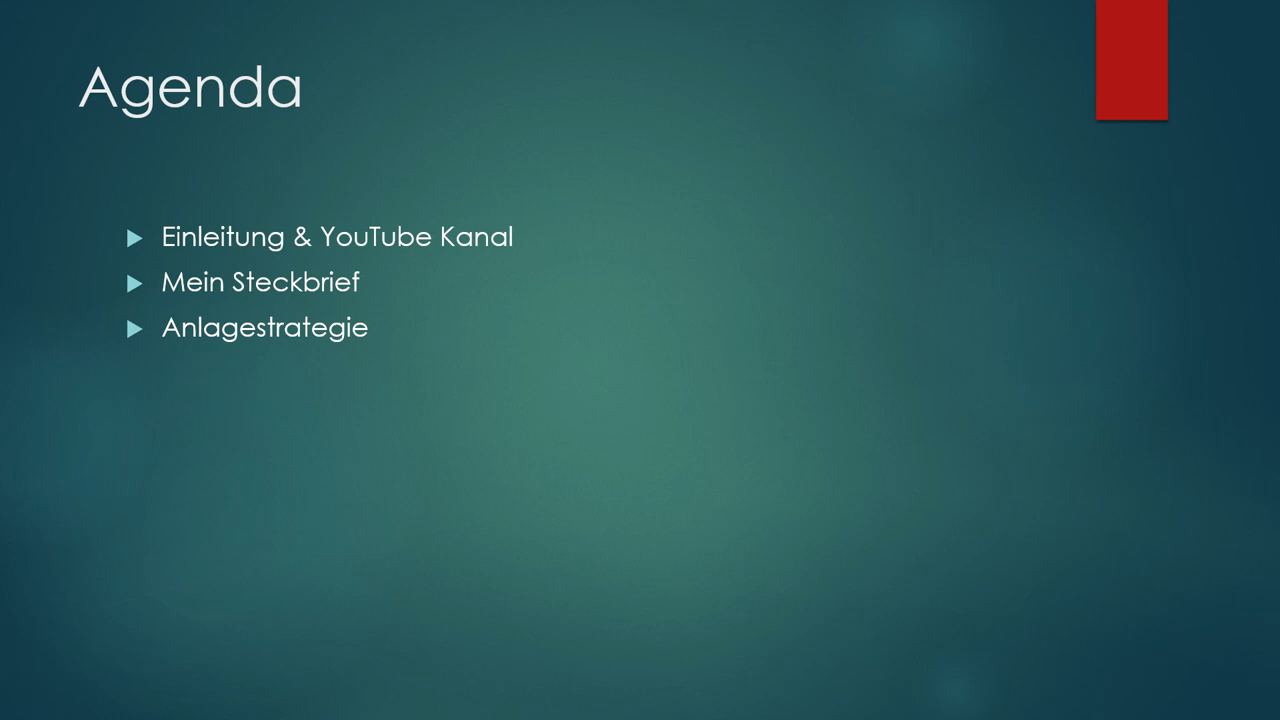 Agenda
Einleitung & YouTube Kanal
Mein Steckbrief
Anlagestrategie